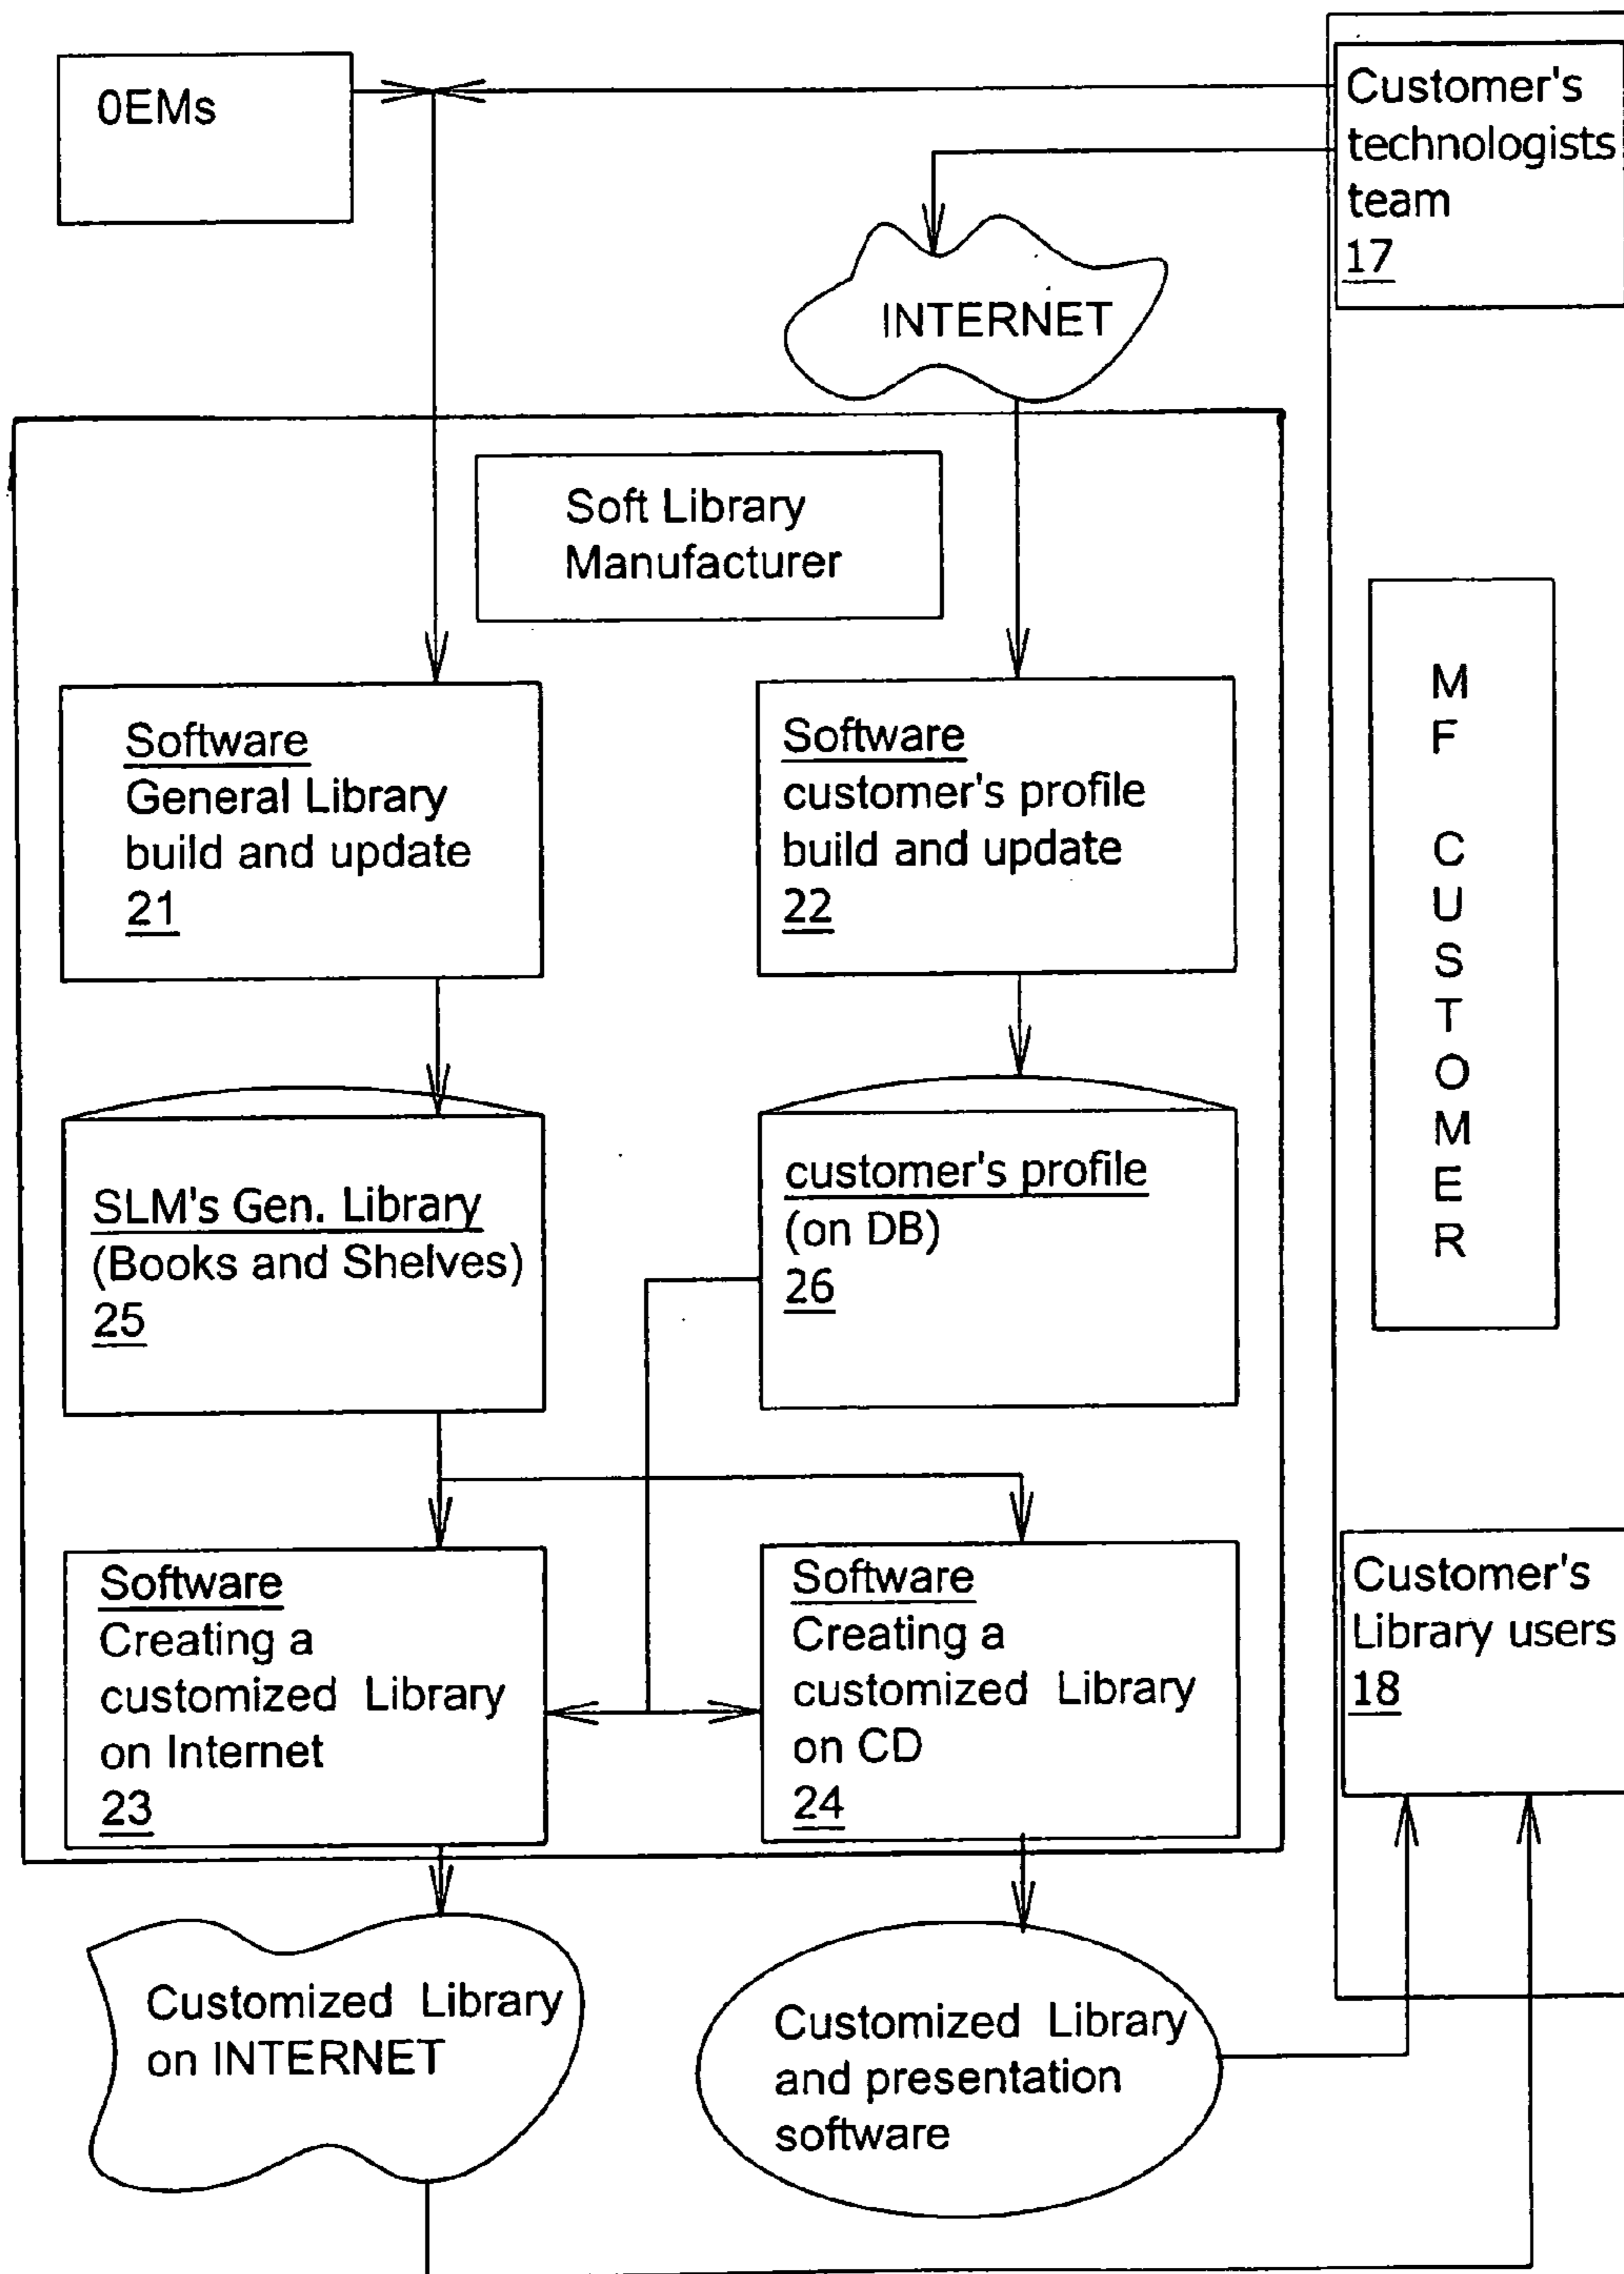 0EMs
Customer's
technologists
team
17
INTERNET
Soft Library
Manufacturer
Software
General Library
build and update
21
Software
customer's profile
build and update
22
M
F
C
U
S
T
O
M
E
R
SLM's Gen. Library
(Books and Shelves)
25
customer's profile
(on DB)
26
Software
Creating a
customized Library
on Internet
23
Software
Creating a
customized Library
on CD
24
Customer's
Library users
18
Customized Library
on INTERNET
Customized Library
and presentation
software